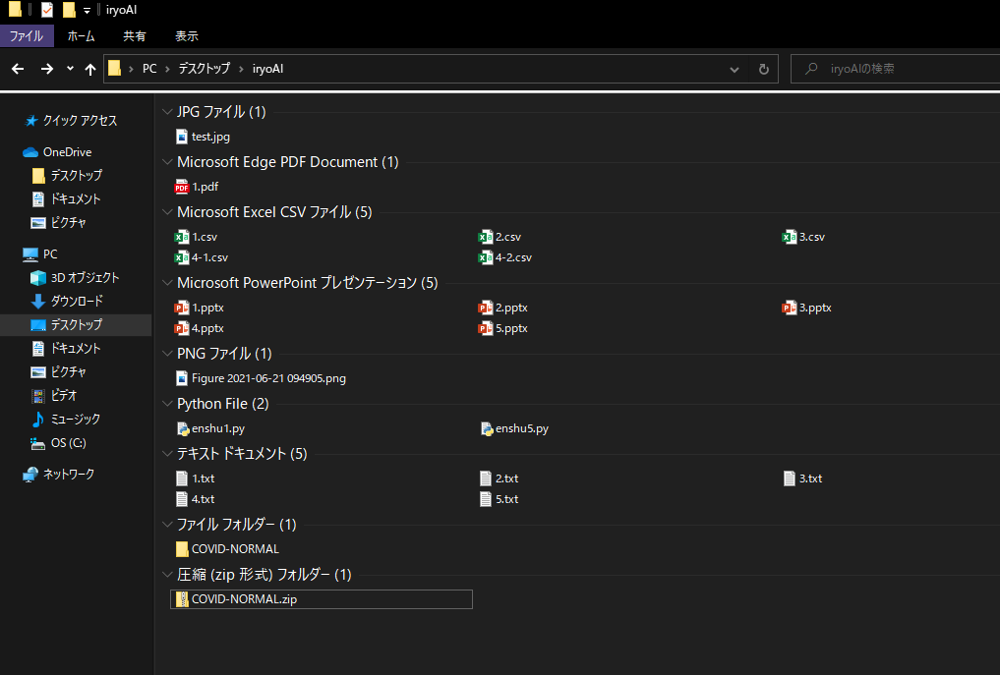 iryoAI
ファイル ホーム 共有 表示
PC デスクトップ iryoAI iryoAIの検索
クイック アクセス
OneDrive
デスクトップ
ドキュメント
ピクチャ
PC
3D オブジェクト
ダウンロード
デスクトップ
ドキュメント
ピクチャ
ビデオ
ミュージック
OS (C:)
ネットワーク
JPG ファイル (1)
test.jpg
Microsoft Edge PDF Document (1)
PDF 1.pdf
Microsoft Excel CSV ファイル (5)
1.csv 2.csv 3.csv
4-1.csv 4-2.csv
Microsoft PowerPoint プレゼンテーション (5)
1.pptx 2.pptx 3.pptx
4.pptx 5.pptx
PNG ファイル (1)
Figure 2021-06-21 094905.png
Python File (2)
enshu1.py enshu5.py
テキスト ドキュメント (5)
1.txt 2.txt 3.txt
4.txt 5.txt
ファイル フォルダー (1)
COVID-NORMAL
圧縮 (zip 形式) フォルダー (1)
COVID-NORMAL.zip